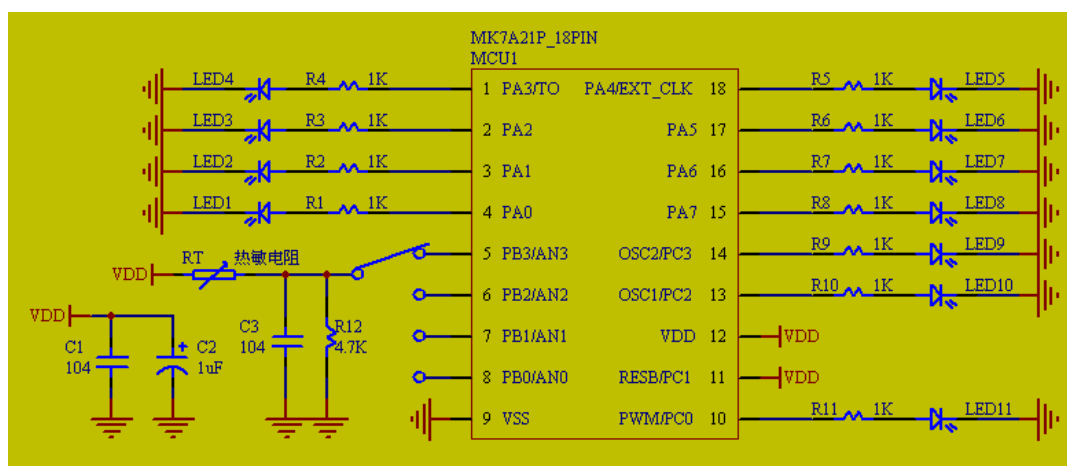 MK7A21P_18PIN
MCU1
LED4 R4 1K 1 PA3/TO PA4/EXT_CLK 18 R5 1K LED5
LED3 R3 1K 2 PA2 PA5 17 R6 1K LED6
LED2 R2 1K 3 PA1 PA6 16 R7 1K LED7
LED1 R1 1K 4 PA0 PA7 15 R8 1K LED8
RT 热敏电阻 5 PB3/AN3 OSC2/PC3 14 R9 1K LED9
VDD
6 PB2/AN2 OSC1/PC2 13 R10 1K LED10
VDD
C1 104 C2 + 1uF C3 104 R12 4.7K 7 PB1/AN1 VDD 12 VDD
8 PB0/AN0 RESB/PC1 11 VDD
9 VSS PWM/PC0 10 R11 1K LED11